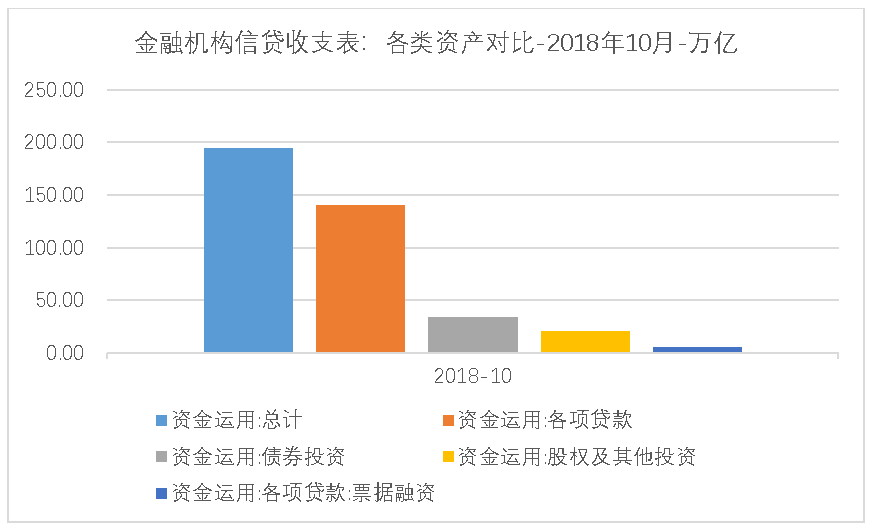 金融机构信贷收支表：各类资产对比-2018年10月-万亿
250.00
200.00
150.00
100.00
50.00
0.00
2018-10
资金运用:总计
资金运用:各项贷款
资金运用:债券投资
资金运用:股权及其他投资
资金运用:各项贷款:票据融资